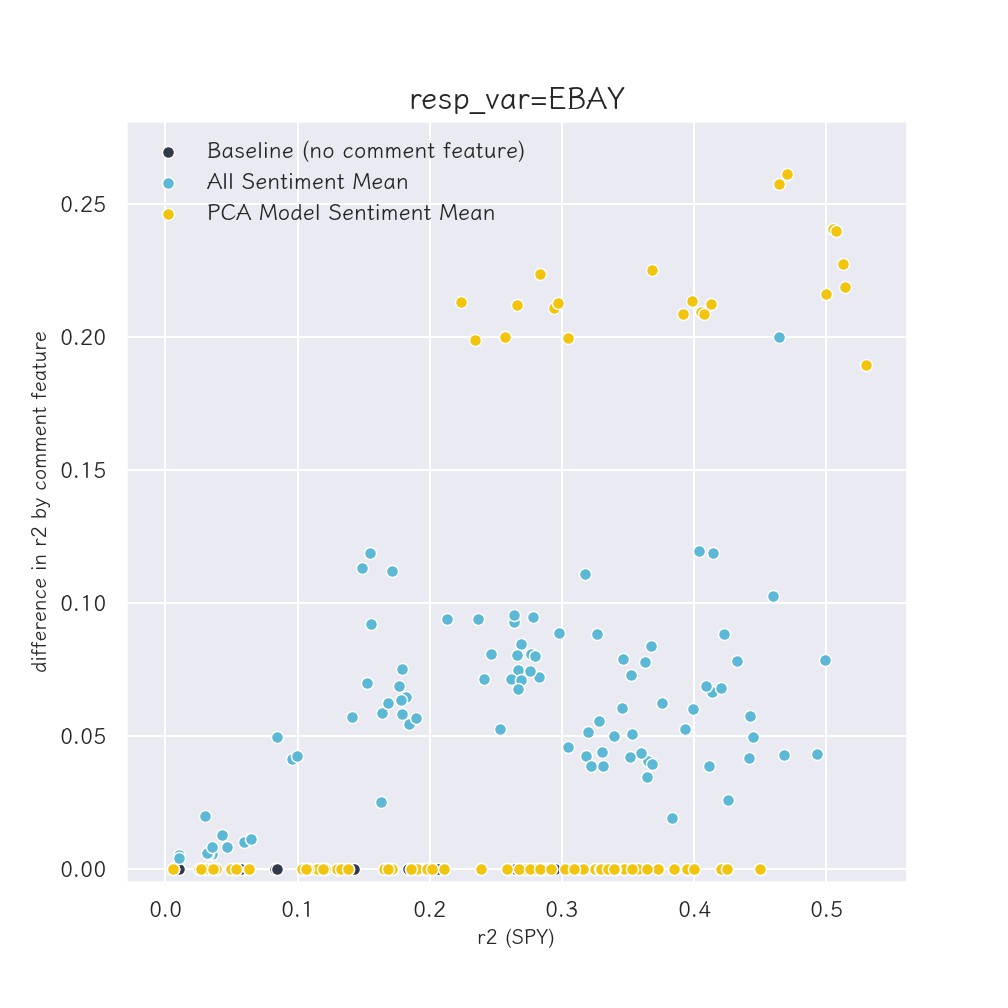 resp_var=EBAY
Baseline (no comment feature)
All Sentiment Mean
PCA Model Sentiment Mean
difference in r2 by comment feature
0.25
0.20
0.15
0.10
0.05
0.00
0.0
0.1
0.2
0.3
0.4
0.5
r2 (SPY)